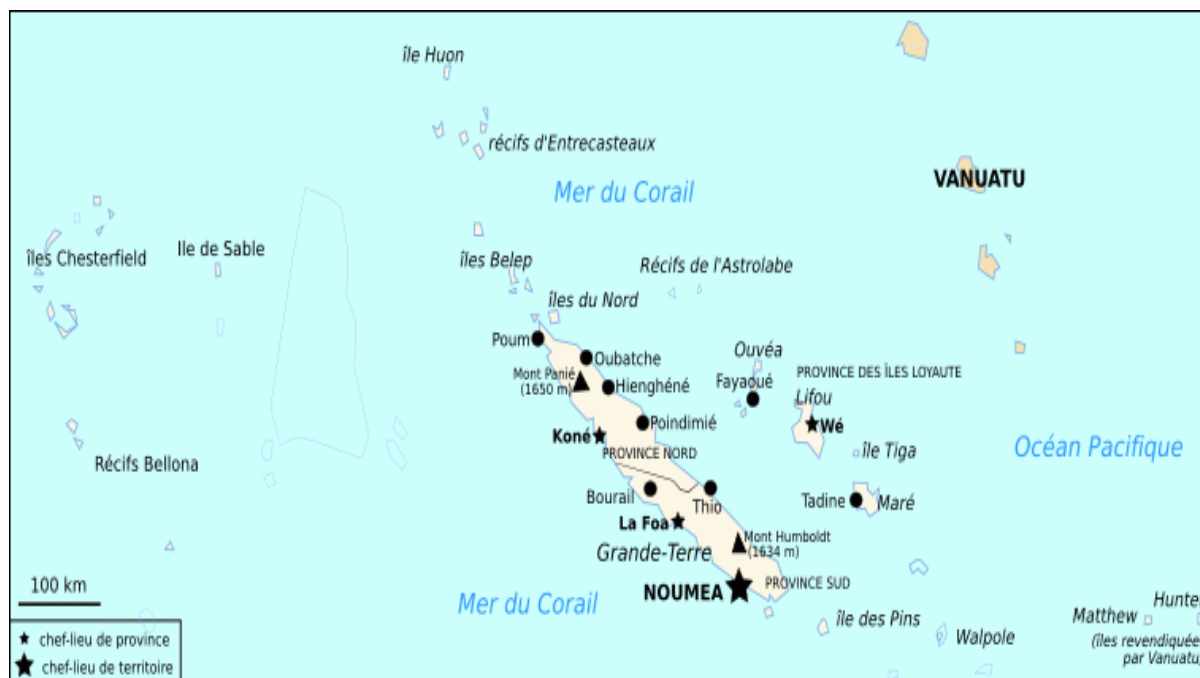 île Huon
récifs d'Entrecasteaux
Mer du Corail
VANUATU
îles Chesterfield
Ile de Sable
îles Belep
Récifs de l'Astrolabe
îles du Nord
Poum
Oubatche
Ouvéa
Mont Panié
(1650 m)
Hienghéné
Fayaoué
PROVINCE DES ÎLES LOYAUTE
Lifou
Poindimié
Wé
Koné
PROVINCE NORD
île Tiga
Océan Pacifique
Récifs Bellona
Bourail
Thio
Tadine
Maré
La Foa
Mont Humboldt
(1634 m)
Grande-Terre
100 km
NOUMEA
PROVINCE SUD
Mer du Corail
île des Pins
Walpole
Hunte
Matthew
(îles revendiquée
par Vanuatu
chef-lieu de province
chef-lieu de territoire